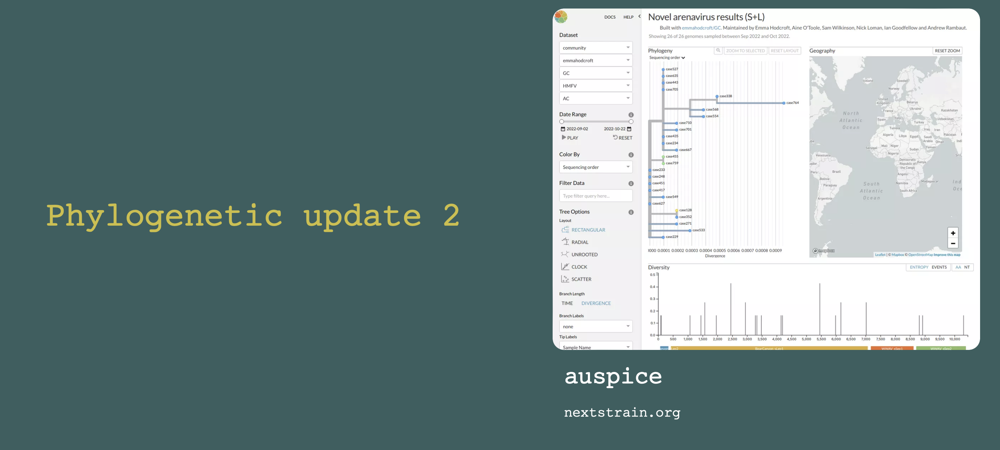 Phylogenetic update 2
DOCS HELP
Dataset
community
emmahodcroft
GC
HMFV
AC
Date Range
2022-09-02 2022-10-22
PLAY RESET
Color By
Sequencing order
Filter Data
Type filter query here...
Tree Options
Layout
RECTANGULAR
RADIAL
UNROOTED
CLOCK
SCATTER
Branch Length
TIME DIVERGENCE
Branch Labels
none
Tip Labels
Sample Name
Novel arenavirus results (S+L)
Built with emmahodcroft/GC. Maintained by Emma Hodcroft, Aine O'Toole, Sam Wilkinson, Nick Loman, Ian Goodfellow and Andrew Rambaut.
Showing 26 of 26 genomes sampled between Sep 2022 and Oct 2022.
Phylogeny ZOOM TO SELECTED RESET LAYOUT
Sequencing order
case527
case635
case443
case705
case338
case764
case568
case554
case710
case701
case435
case234
case667
case455
case759
case233
case248
case451
case417
case549
case627
case128
case352
case271
case533
case229
0.0001 0.0002 0.0003 0.0004 0.0005 0.0006 0.0007 0.0008 0.0009
Divergence
Geography RESET ZOOM
Iceland
Sweden
Norway
United
Kingdom
Belarus
Ukraine
France
Kazakhstan
North
Atlantic
Ocean
Spain
Italy
Uzbekistan
Turkey
Tunisia
Iraq
Iran
Algeria
Libya
Egypt
Saudi
Arabia
Pakistan
Oman
Senegal
Mali
Niger
Sudan
Yemen
Nigeria
Venezuela
Democratic
Republic of
the Congo
Kenya
Peru
Brazil
Bolivia
Angola
Paraguay
Namibia
Madagascar
South
Atlantic
Ocean
South Africa
Argentina
+
−
mapbox
Leaflet | © Mapbox © OpenStreetMap Improve this map
Diversity ENTROPY EVENTS AA NT
0.5
0.4
0.3
0.2
0.1
0.0
0 500 1,000 1,500 2,000 2,500 3,000 3,500 4,000 4,500 5,000 5,500 6,000 6,500 7,000 7,500 8,000 8,500 9,000 9,500 10,000
BearCanyon sLep1 WWAV sSep1 WWAV sSep2
auspice
nextstrain.org